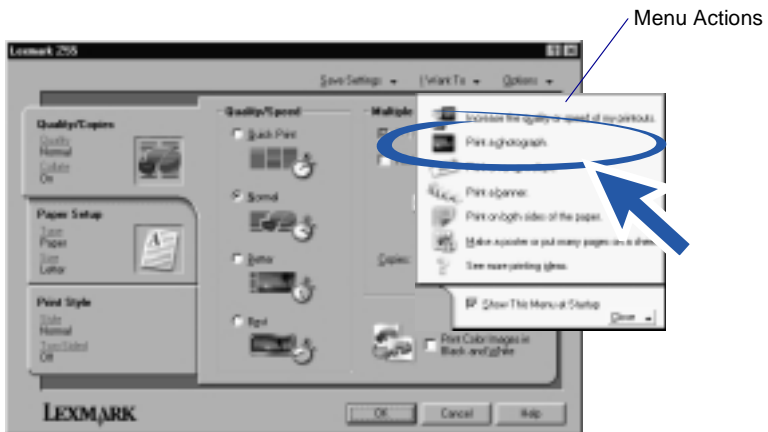 Menu Actions
Lexmark Z55
Save Settings
I Want To
Options
Quality/Copies
Quality
Normal
Collate
On
Paper Setup
Type
Paper
Size
Letter
Print Style
Style
Normal
Two Sided
Off
Quality/Speed
Quick Print
Normal
Better
Best
Multiple
Copies:
Print Color Images in
Black and White
Increase the quality or speed of my printouts.
Print a photograph.
Print a banner.
Print on both sides of the paper.
Make a poster or put many pages on a sheet.
See more printing ideas.
Show This Menu at Startup
Close
LEXMARK
OK
Cancel
Help